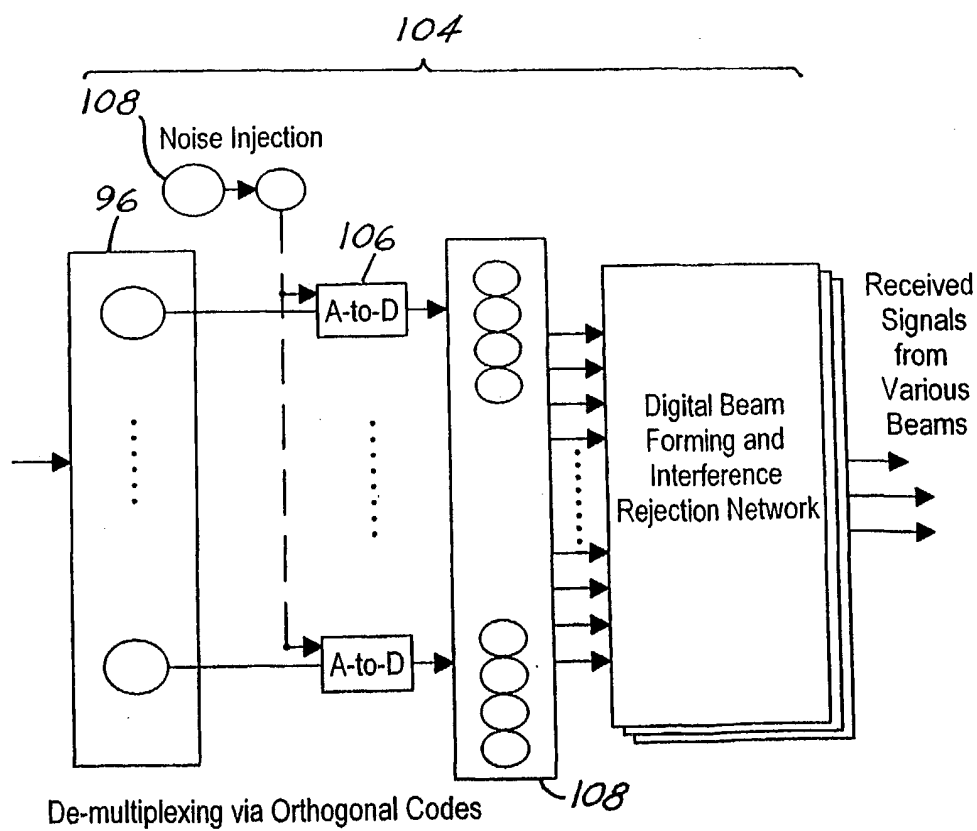 104
108
Noise Injection
96
106
A-to-D
Received
Signals
from
Various
Beams
Digital Beam
Forming and
Interference
Rejection Network
A-to-D
108
De-multiplexing via Orthogonal Codes